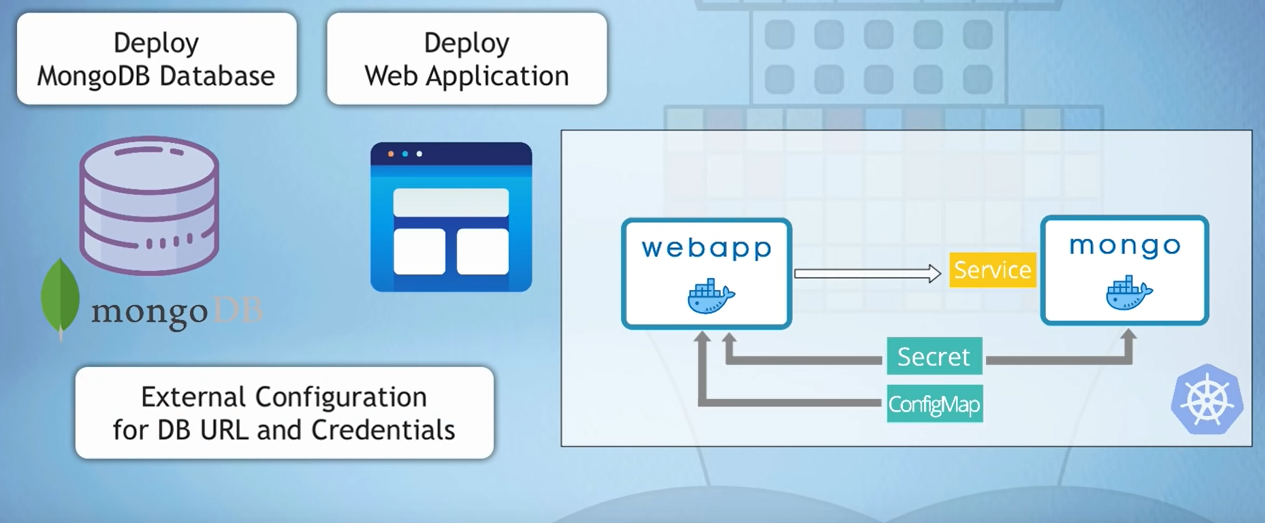 Deploy
MongoDB Database
Deploy
Web Application
mongoDB
External Configuration
for DB URL and Credentials
webapp
Service
mongo
Secret
ConfigMap